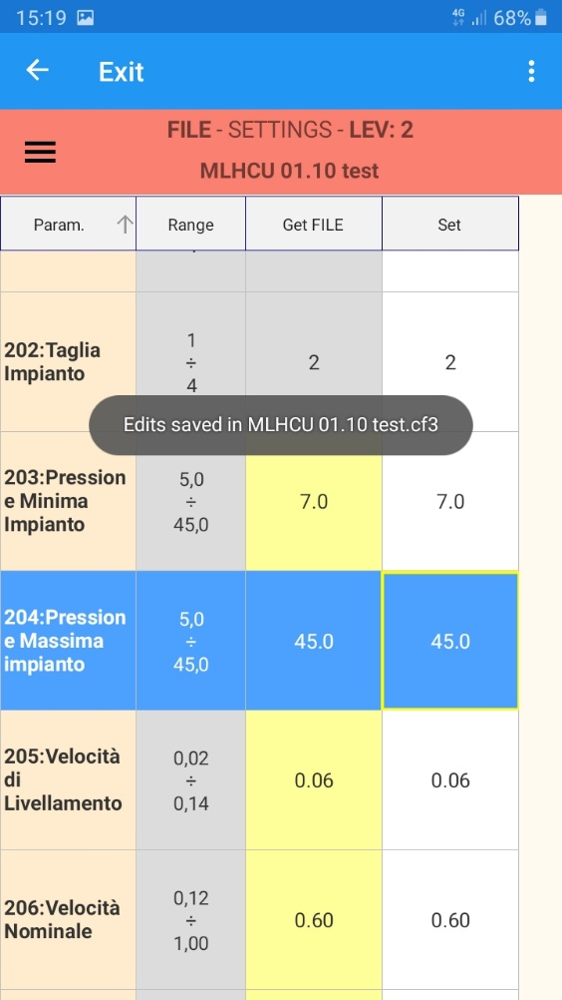 15:19 4G 68%
Exit
FILE - SETTINGS - LEV: 2
MLHCU 01.10 test
Param. Range Get FILE Set
202:Taglia
Impianto
1
÷
4
2
2
Edits saved in MLHCU 01.10 test.cf3
203:Pression
e Minima
Impianto
5,0
÷
45,0
7.0
7.0
204:Pression
e Massima
impianto
5,0
÷
45,0
45.0
45.0
205:Velocità
di
Livellamento
0,02
÷
0,14
0.06
0.06
206:Velocità
Nominale
0,12
÷
1,00
0.60
0.60